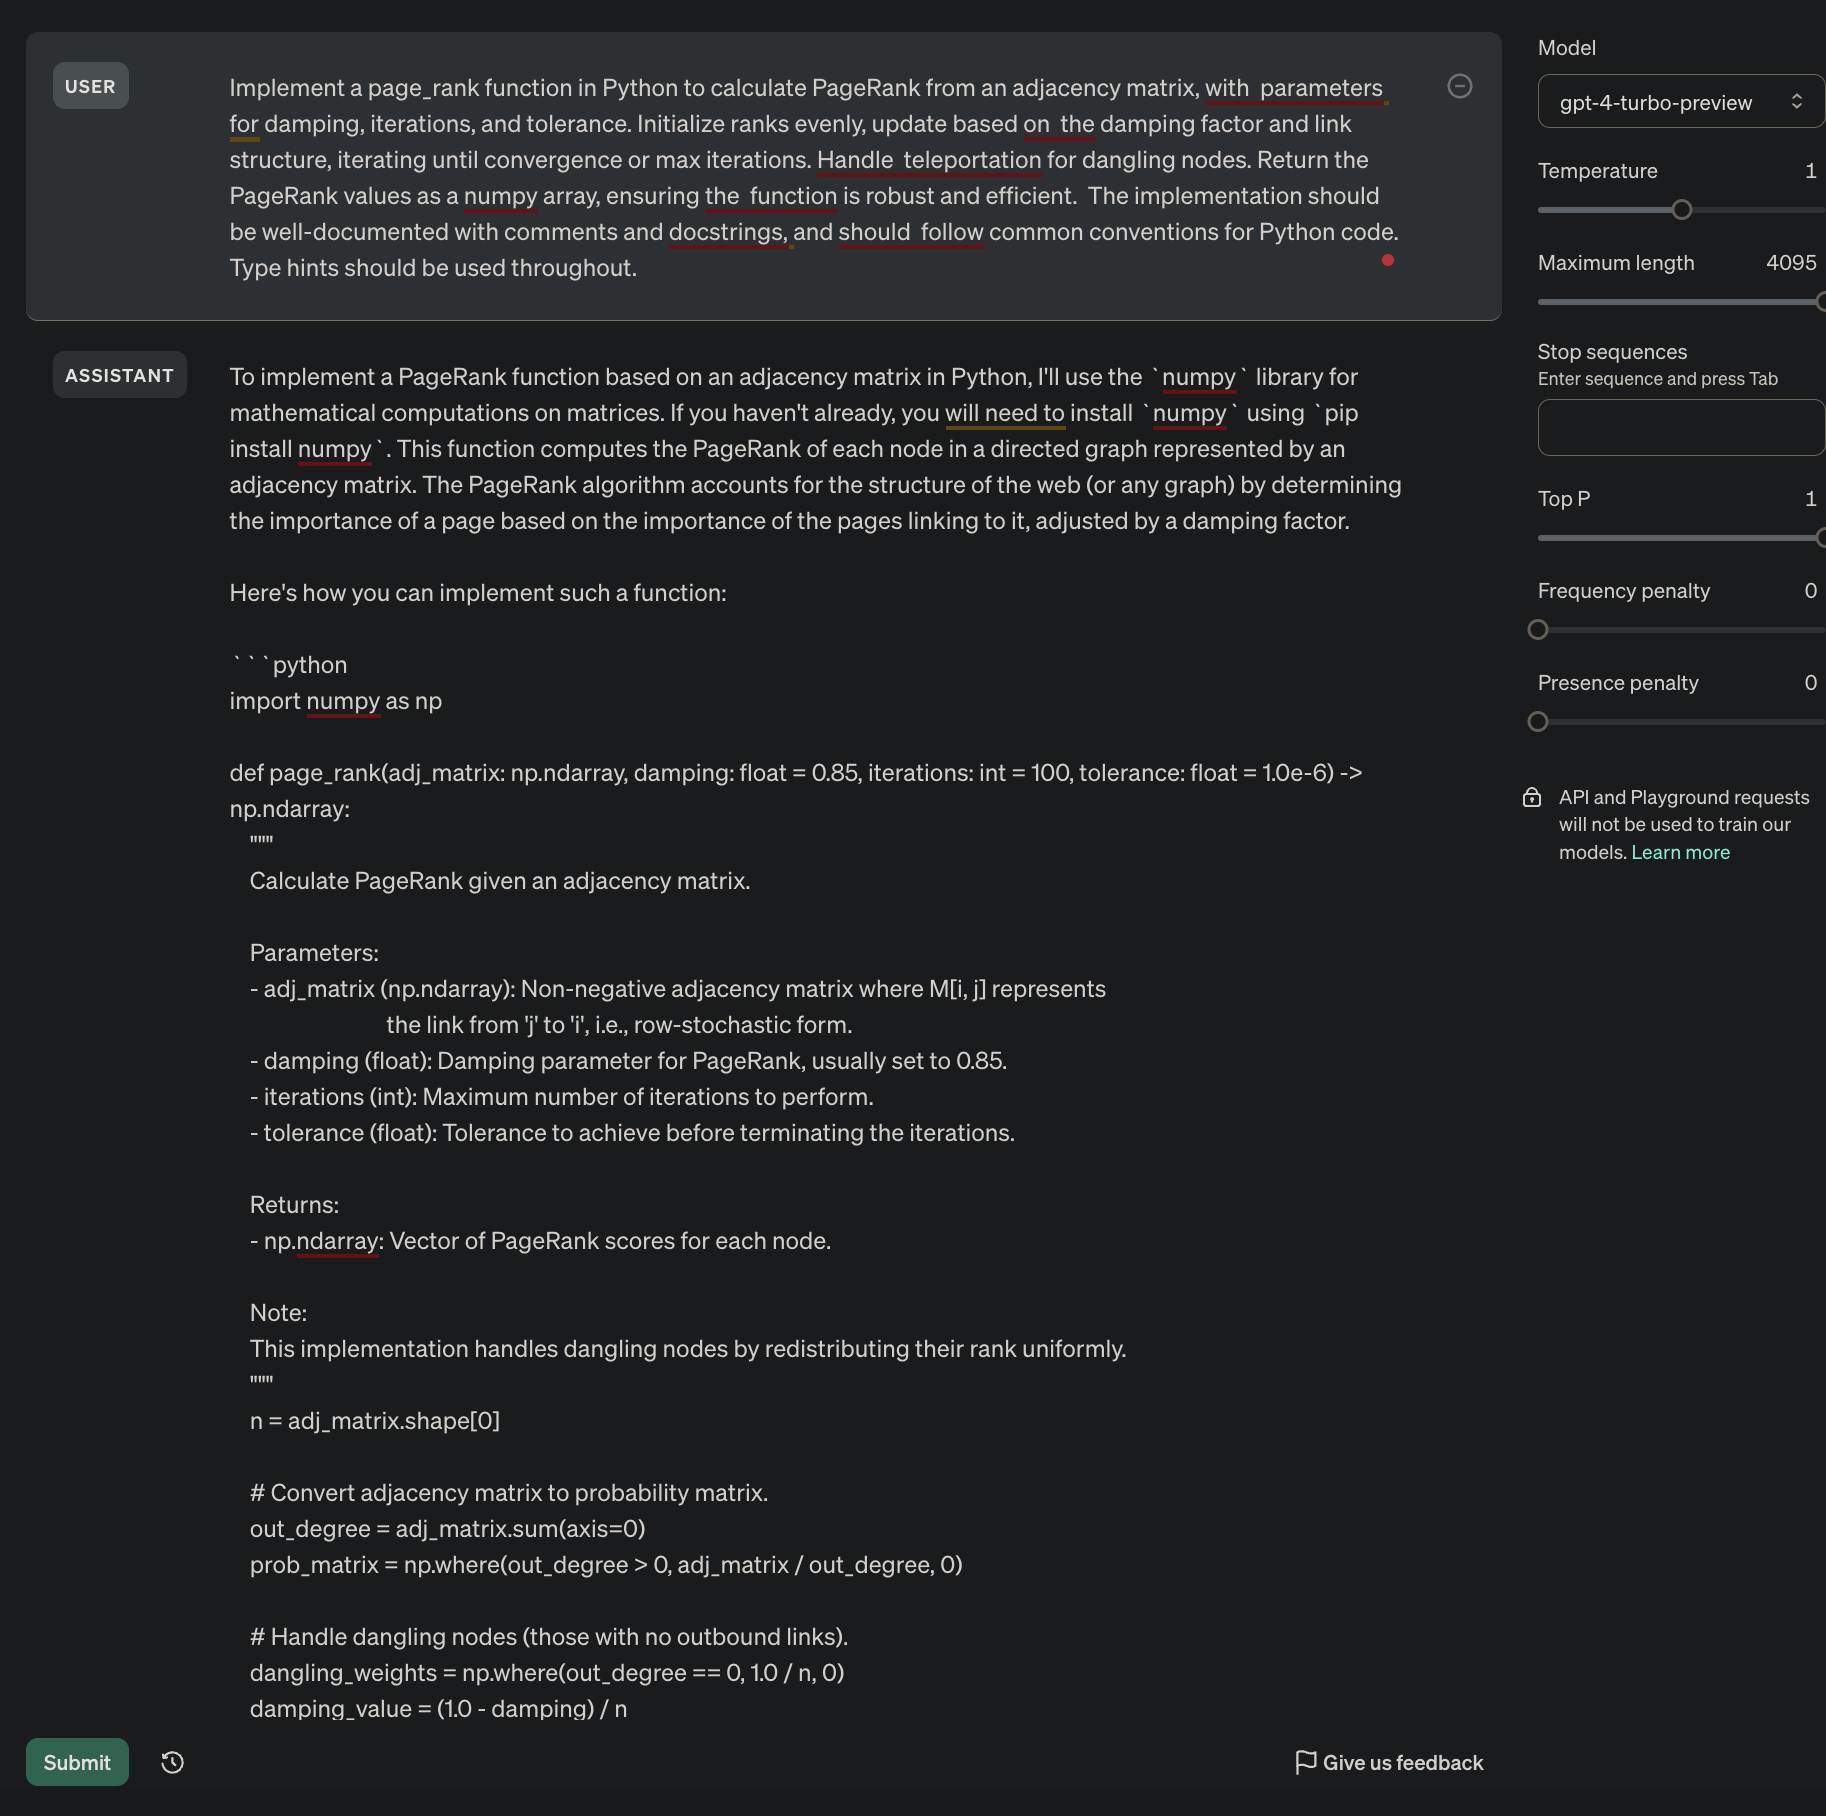 USER
Implement a page_rank function in Python to calculate PageRank from an adjacency matrix, with  parameters
for damping, iterations, and tolerance. Initialize ranks evenly, update based on  the damping factor and link
structure, iterating until convergence or max iterations. Handle  teleportation for dangling nodes. Return the
PageRank values as a numpy array, ensuring the  function is robust and efficient.  The implementation should
be well-documented with comments and docstrings, and should  follow common conventions for Python code.
Type hints should be used throughout.
ASSISTANT
To implement a PageRank function based on an adjacency matrix in Python, I'll use the `numpy` library for
mathematical computations on matrices. If you haven't already, you will need to install `numpy` using `pip
install numpy`. This function computes the PageRank of each node in a directed graph represented by an
adjacency matrix. The PageRank algorithm accounts for the structure of the web (or any graph) by determining
the importance of a page based on the importance of the pages linking to it, adjusted by a damping factor.
Here's how you can implement such a function:
```python
import numpy as np
def page_rank(adj_matrix: np.ndarray, damping: float = 0.85, iterations: int = 100, tolerance: float = 1.0e-6) ->
np.ndarray:
"""
Calculate PageRank given an adjacency matrix.
Parameters:
- adj_matrix (np.ndarray): Non-negative adjacency matrix where M[i, j] represents
the link from 'j' to 'i', i.e., row-stochastic form.
- damping (float): Damping parameter for PageRank, usually set to 0.85.
- iterations (int): Maximum number of iterations to perform.
- tolerance (float): Tolerance to achieve before terminating the iterations.
Returns:
- np.ndarray: Vector of PageRank scores for each node.
Note:
This implementation handles dangling nodes by redistributing their rank uniformly.
"""
n = adj_matrix.shape[0]
# Convert adjacency matrix to probability matrix.
out_degree = adj_matrix.sum(axis=0)
prob_matrix = np.where(out_degree > 0, adj_matrix / out_degree, 0)
# Handle dangling nodes (those with no outbound links).
dangling_weights = np.where(out_degree == 0, 1.0 / n, 0)
damping_value = (1.0 - damping) / n
Submit
Give us feedback
Model
gpt-4-turbo-preview
Temperature 1
Maximum length 4095
Stop sequences
Enter sequence and press Tab
Top P 1
Frequency penalty 0
Presence penalty 0
API and Playground requests
will not be used to train our
models. Learn more